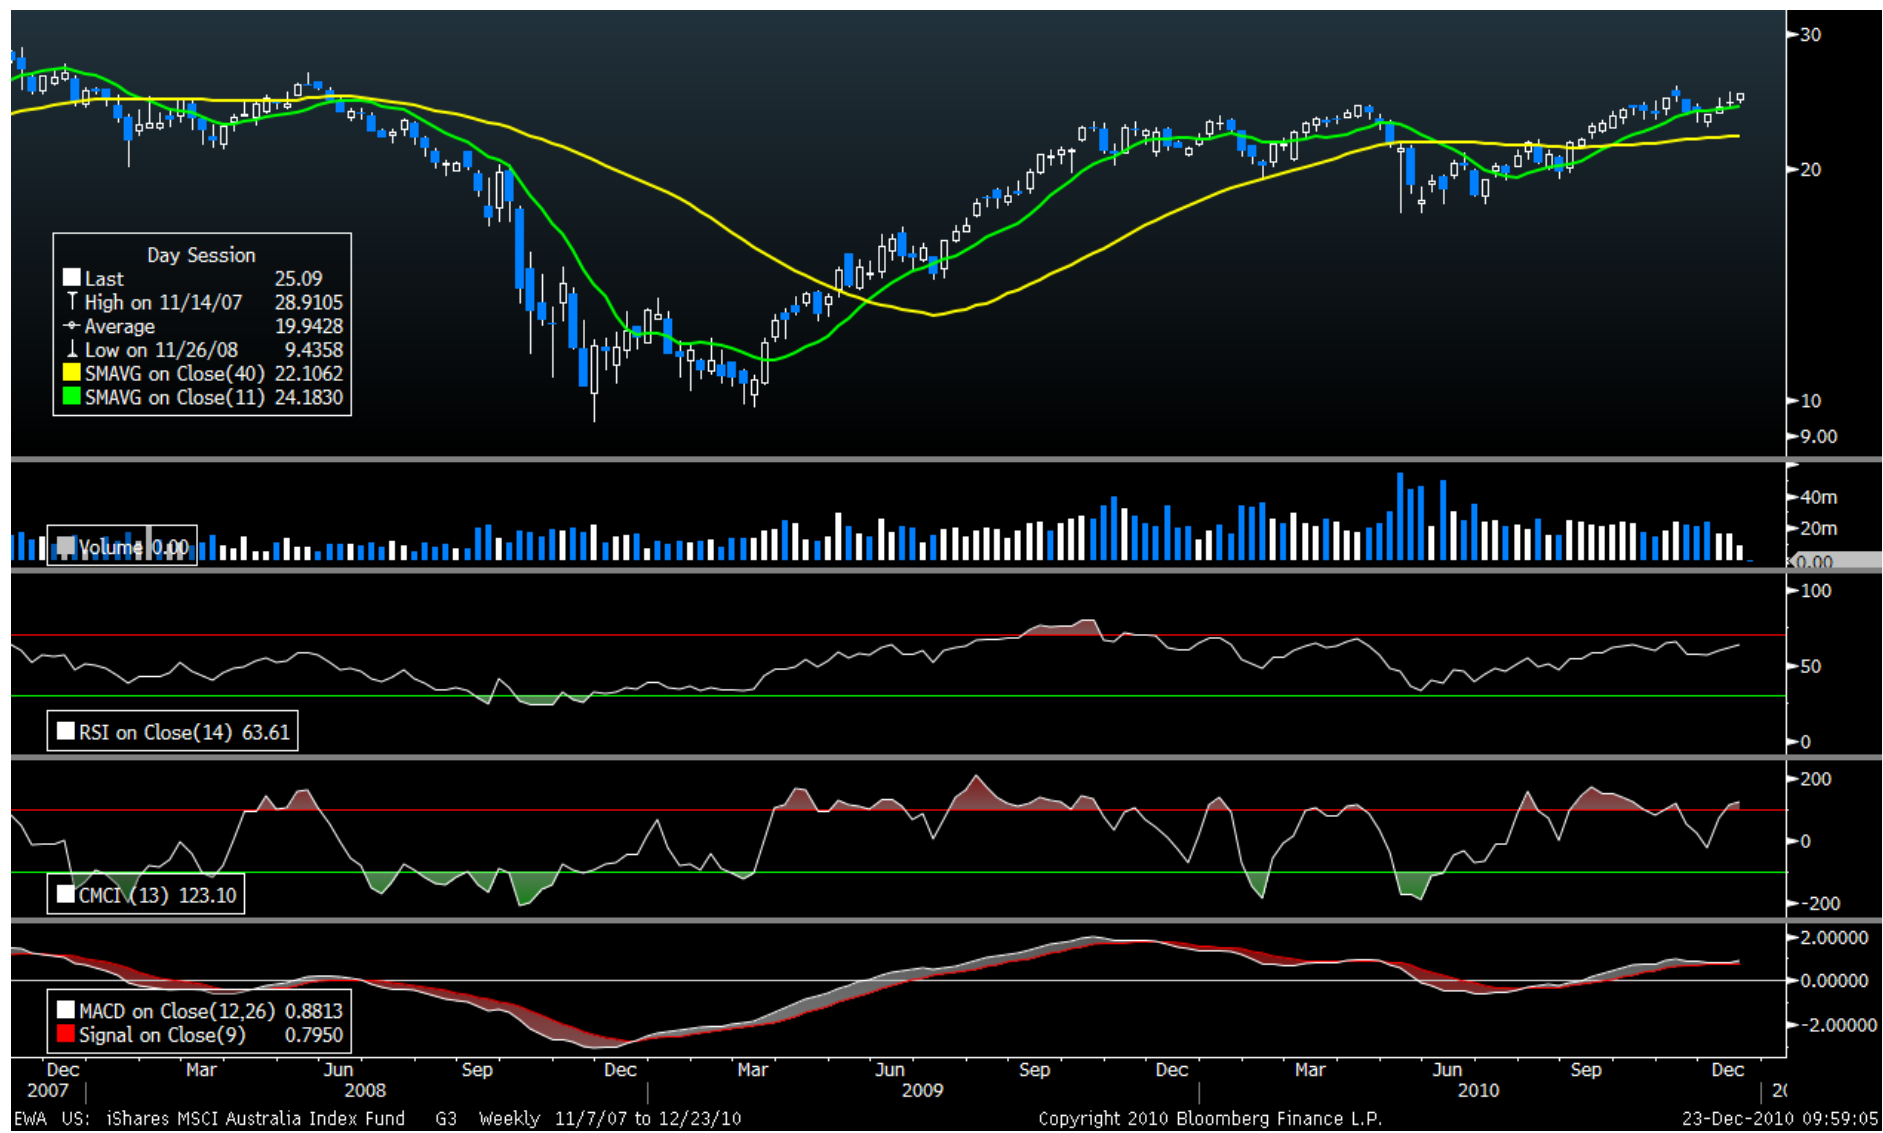 30
20
Day Session
Last 25.09
High on 11/14/07 28.9105
Average 19.9428
Low on 11/26/08 9.4358
SMAVG on Close(40) 22.1062
SMAVG on Close(11) 24.1830
10
9.00
40m
20m
Volume 0.00
0.00
100
50
RSI on Close(14) 63.61
0
200
0
CMCI (13) 123.10
-200
2.00000
0.00000
MACD on Close(12,26) 0.8813
Signal on Close(9) 0.7950
-2.00000
Dec Mar Jun Sep Dec Mar Jun Sep Dec Mar Jun Sep Dec
2007 2008 2009 2010
EWA US: iShares MSCI Australia Index Fund G3 Weekly 11/7/07 to 12/23/10 Copyright 2010 Bloomberg Finance L.P. 23-Dec-2010 09:59:05